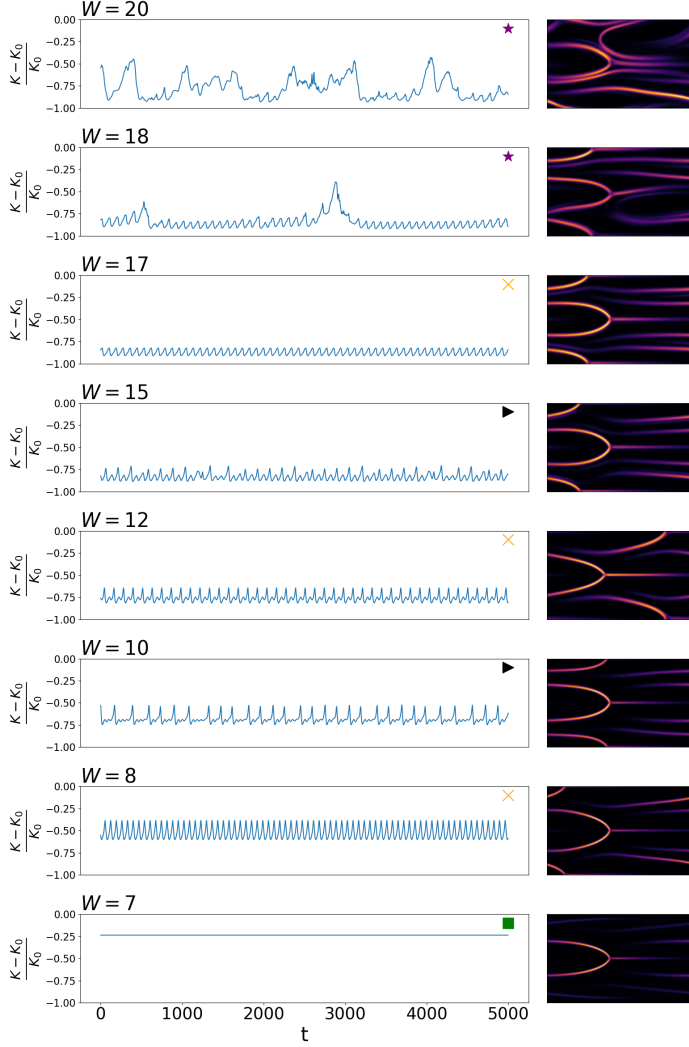 W = 20
K − K₀
K₀
0.00
−0.25
−0.50
−0.75
−1.00
W = 18
K − K₀
K₀
0.00
−0.25
−0.50
−0.75
−1.00
W = 17
K − K₀
K₀
0.00
−0.25
−0.50
−0.75
−1.00
W = 15
K − K₀
K₀
0.00
−0.25
−0.50
−0.75
−1.00
W = 12
K − K₀
K₀
0.00
−0.25
−0.50
−0.75
−1.00
W = 10
K − K₀
K₀
0.00
−0.25
−0.50
−0.75
−1.00
W = 8
K − K₀
K₀
0.00
−0.25
−0.50
−0.75
−1.00
W = 7
K − K₀
K₀
0.00
−0.25
−0.50
−0.75
−1.00
0 1000 2000 3000 4000 5000
t